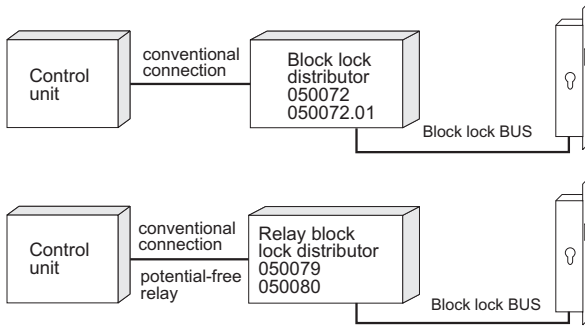 Control
unit
conventional
connection
Block lock
distributor
050072
050072.01
Block lock BUS
Control
unit
conventional
connection
potential-free
relay
Relay block
lock distributor
050079
050080
Block lock BUS